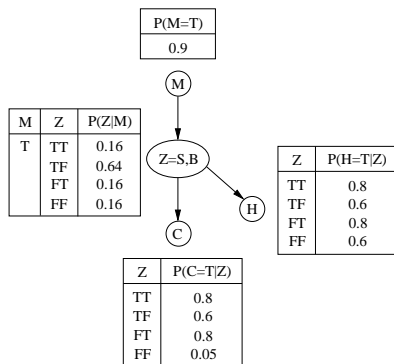 P(M=T)
0.9
M
M Z P(Z|M)
T TT 0.16
TF 0.64
FT 0.16
FF 0.16
Z=S,B
Z P(H=T|Z)
TT 0.8
TF 0.6
FT 0.8
FF 0.6
H
C
Z P(C=T|Z)
TT 0.8
TF 0.6
FT 0.8
FF 0.05